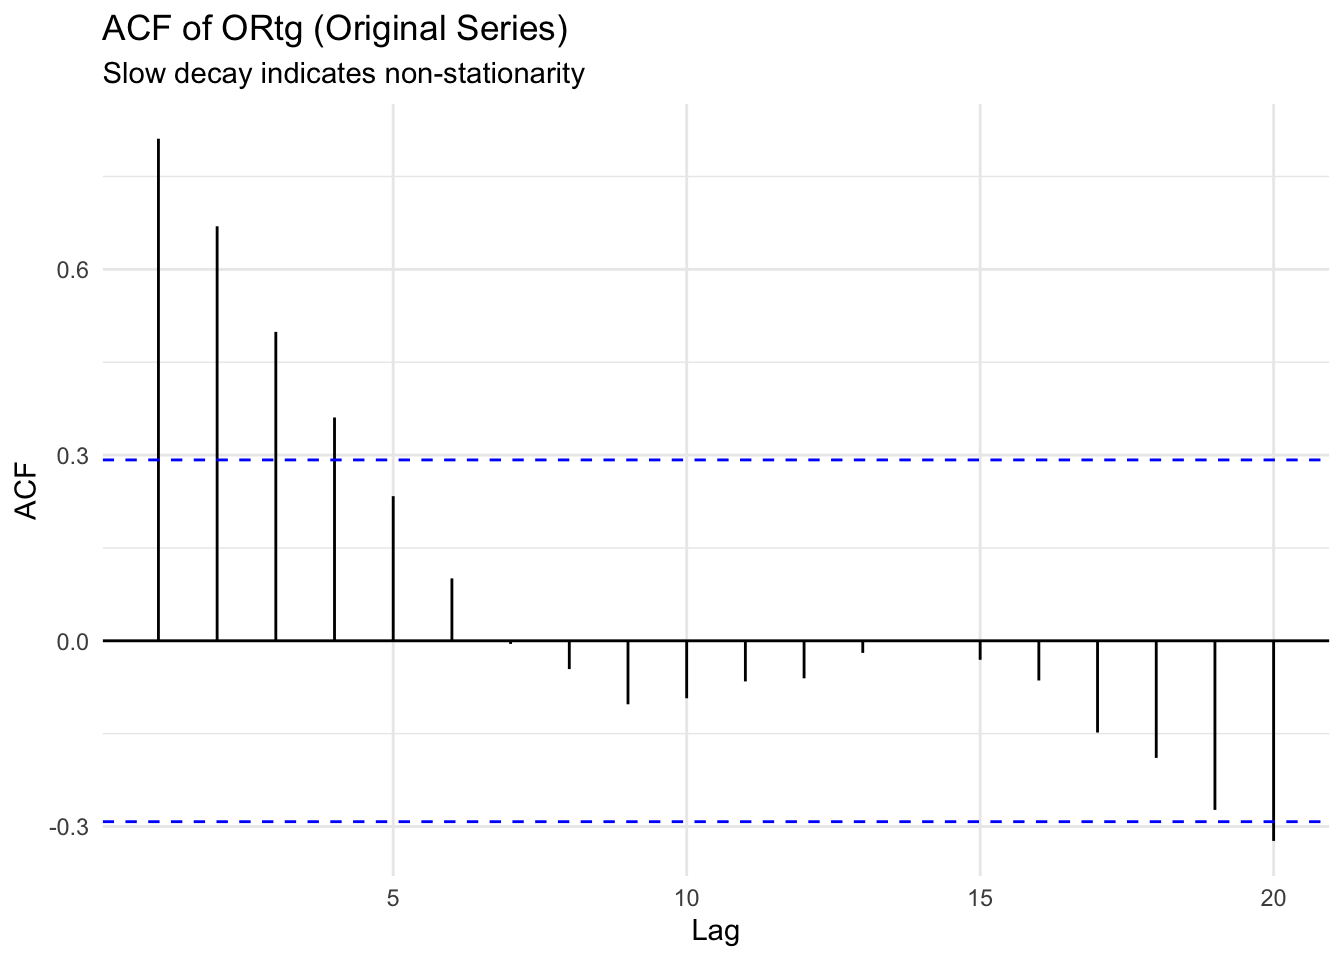 ACF of ORtg (Original Series)
Slow decay indicates non-stationarity
ACF
0.6
0.3
0.0
-0.3
5 10 15 20
Lag